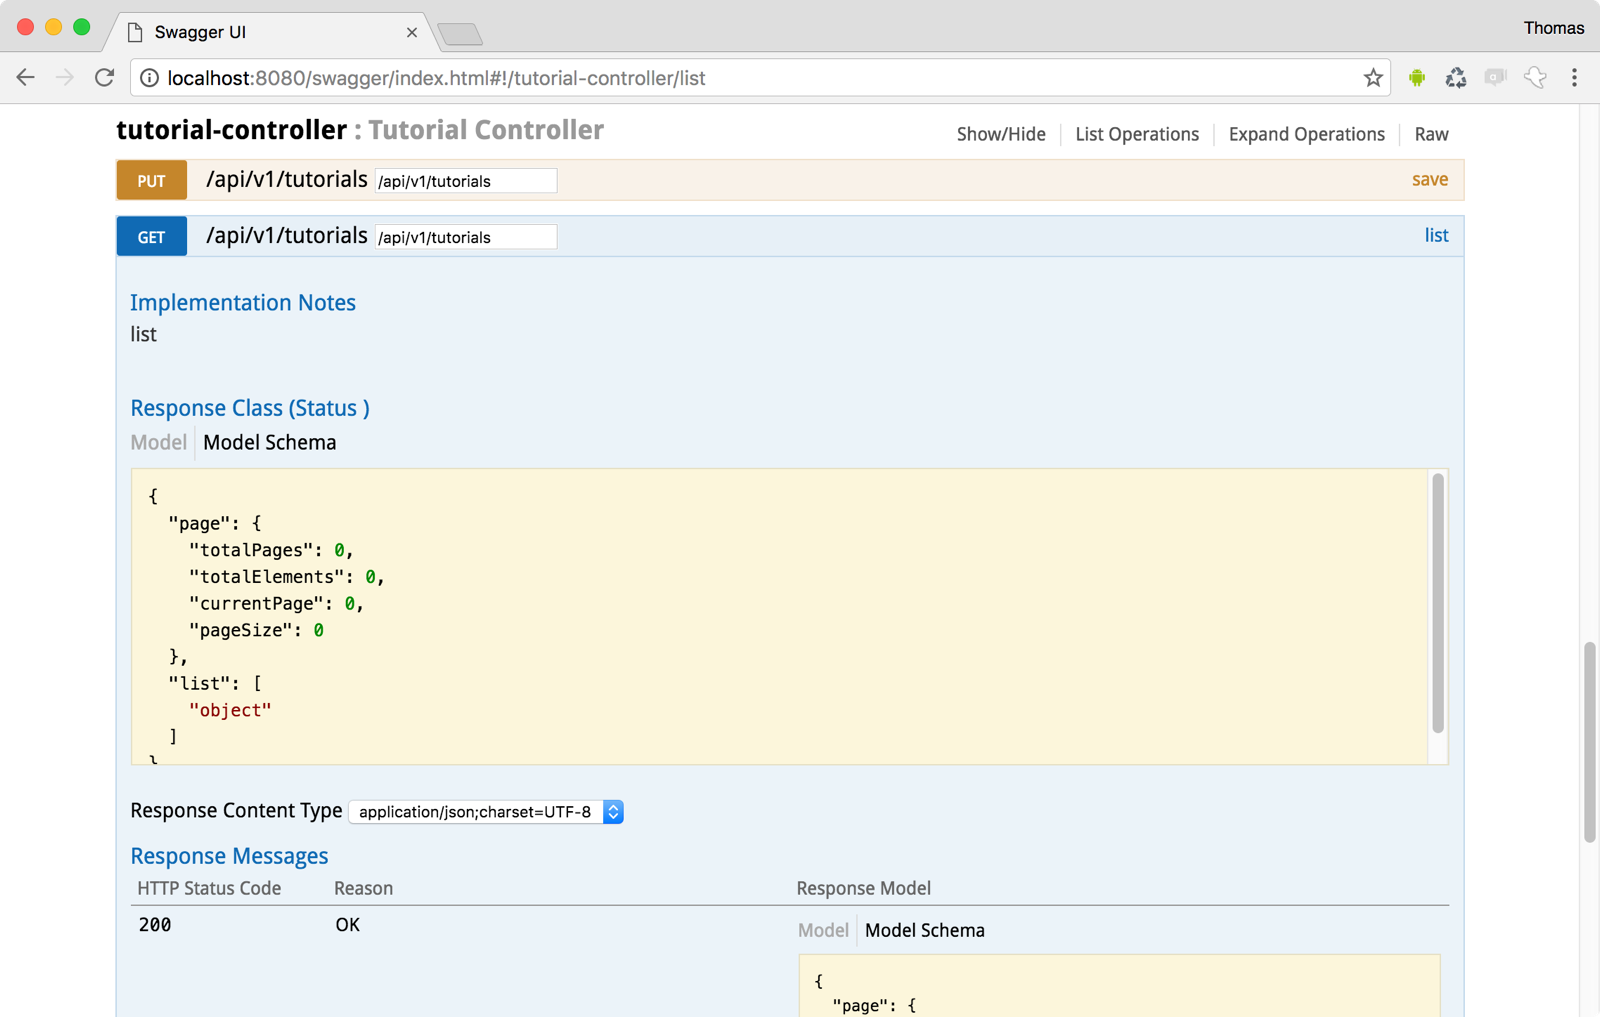 Swagger UI
Thomas
localhost:8080/swagger/index.html#!/tutorial-controller/list
tutorial-controller : Tutorial Controller
Show/Hide List Operations Expand Operations Raw
PUT /api/v1/tutorials /api/v1/tutorials save
GET /api/v1/tutorials /api/v1/tutorials list
Implementation Notes
list
Response Class (Status )
Model Model Schema
{
"page": {
"totalPages": 0,
"totalElements": 0,
"currentPage": 0,
"pageSize": 0
},
"list": [
"object"
]
}
Response Content Type application/json;charset=UTF-8
Response Messages
HTTP Status Code Reason Response Model
200 OK
Model Model Schema
{
"page": {